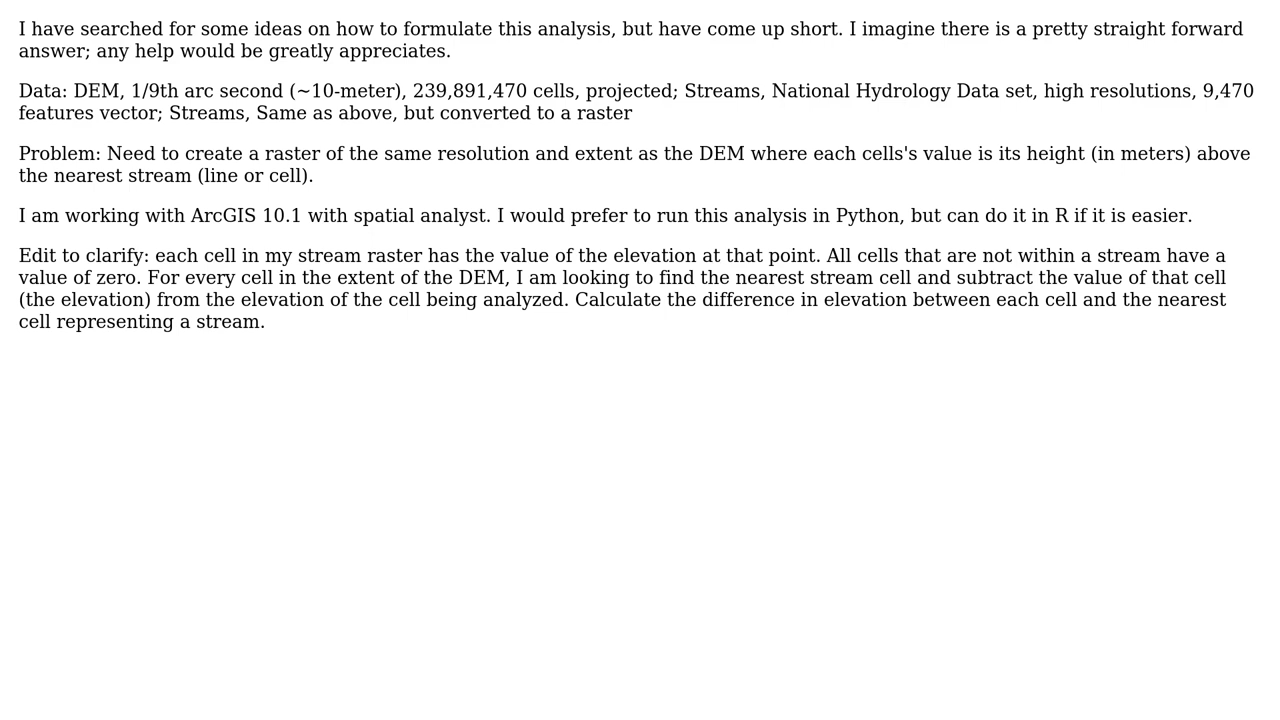 I have searched for some ideas on how to formulate this analysis, but have come up short. I imagine there is a pretty straight forward
answer; any help would be greatly appreciates.
Data: DEM, 1/9th arc second (~10-meter), 239,891,470 cells, projected; Streams, National Hydrology Data set, high resolutions, 9,470
features vector; Streams, Same as above, but converted to a raster
Problem: Need to create a raster of the same resolution and extent as the DEM where each cells's value is its height (in meters) above
the nearest stream (line or cell).
I am working with ArcGIS 10.1 with spatial analyst. I would prefer to run this analysis in Python, but can do it in R if it is easier.
Edit to clarify: each cell in my stream raster has the value of the elevation at that point. All cells that are not within a stream have a
value of zero. For every cell in the extent of the DEM, I am looking to find the nearest stream cell and subtract the value of that cell
(the elevation) from the elevation of the cell being analyzed. Calculate the difference in elevation between each cell and the nearest
cell representing a stream.